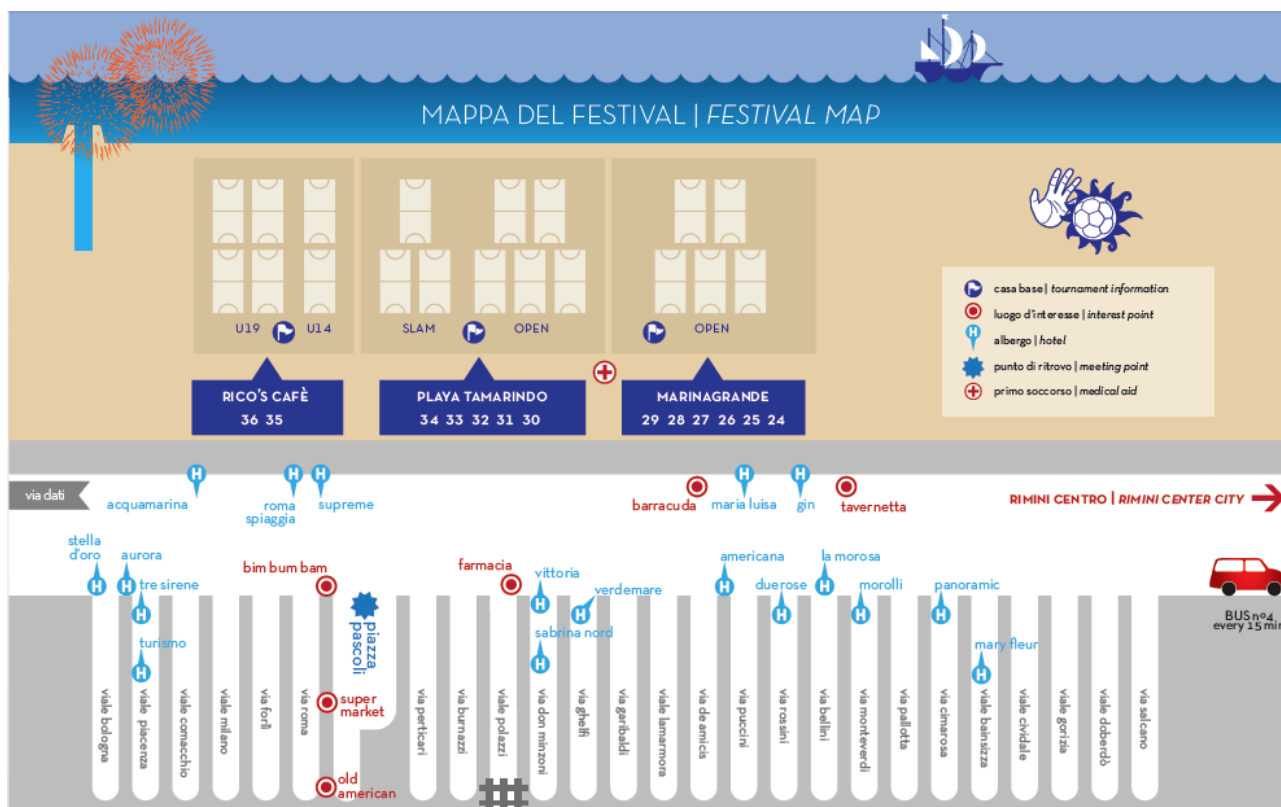 MAPPA DEL FESTIVAL | FESTIVAL MAP
U19
U14
SLAM
OPEN
OPEN
RICO'S CAFÈ
36 35
PLAYA TAMARINDO
34 33 32 31 30
MARINAGRANDE
29 28 27 26 25 24
casa base | tournament information
luogo d'interesse | interest point
H
albergo | hotel
punto di ritrovo | meeting point
primo soccorso | medical aid
via dati
H
acquamarina
H
roma
spiaggia
H
supreme
barracuda
H
maria luisa
H
gin
tavernetta
RIMINI CENTRO | RIMINI CENTER CITY
stella
d'oro
H
aurora
H
tre sirene
H
turismo
H
bim bum bam
piazza
pascoli
super
market
old
american
farmacia
vittoria
H
verdemare
H
sabrina nord
H
americana
H
due rose
H
la morosa
H
morolli
H
panoramic
H
mary fleur
H
BUS nº4
every 15 min
viale bologna
viale piacenza
viale comacchio
viale milano
via forlì
via roma
via perticari
via burnazzi
viale polazzi
via don minzoni
via ghelfi
via garibaldi
viale lamarmora
via de amicis
via puccini
via rossini
via bellini
via monteverdi
via pallotta
via cimarosa
viale bainsizza
viale cividale
viale gorizia
viale doberdò
via salcano